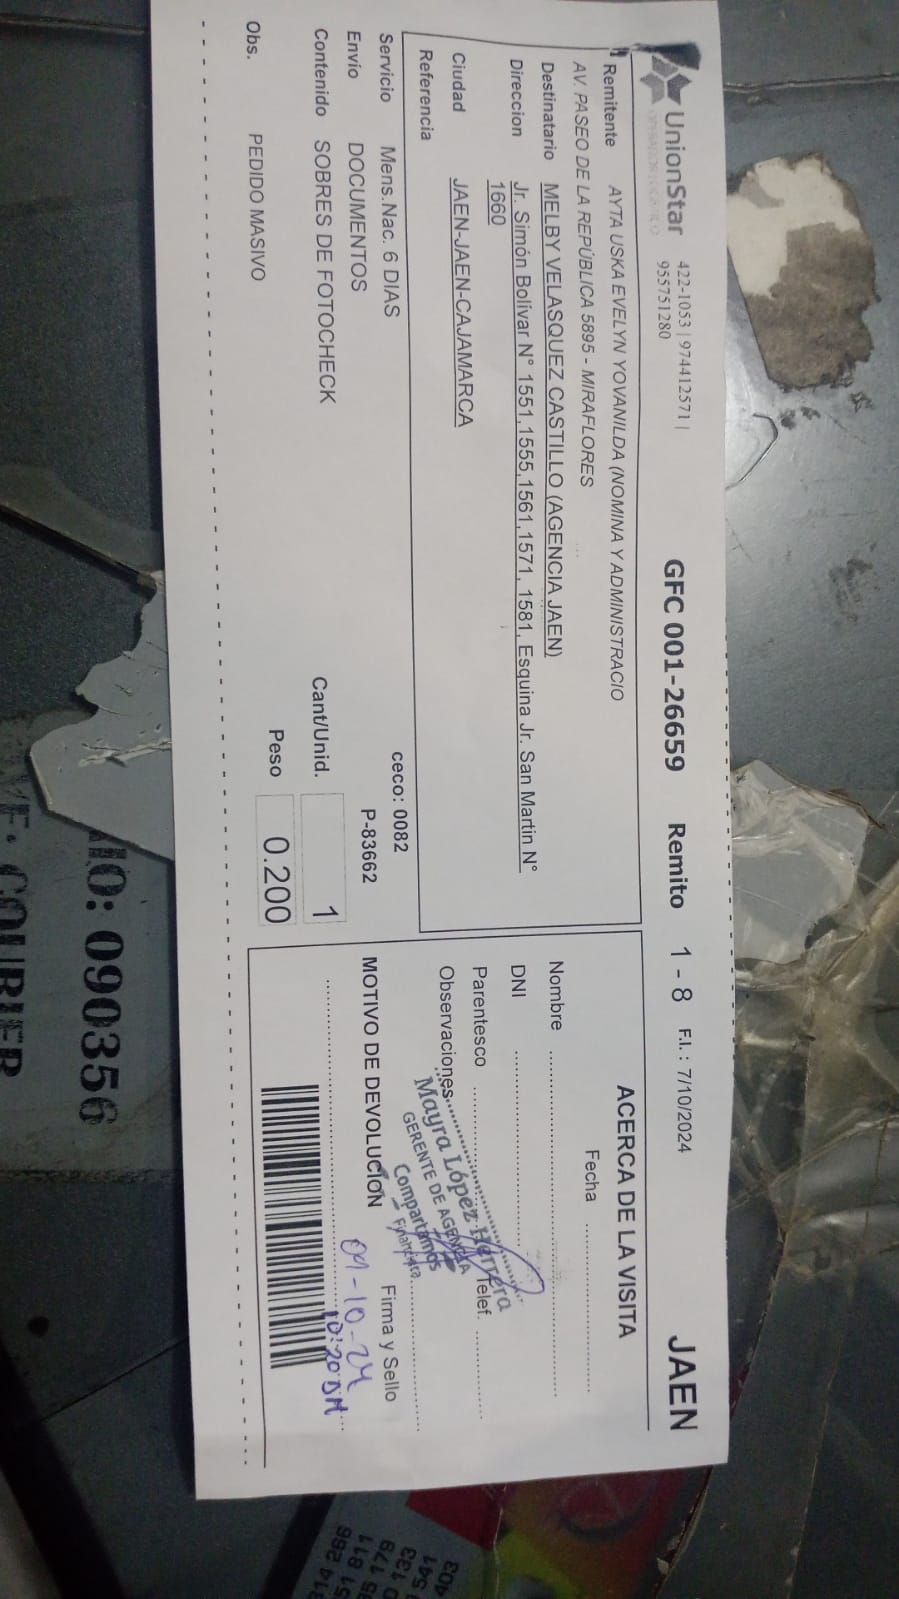 UnionStar
OPERADOR LOGISTICO
422-1053 | 974412571 |
955751280
GFC 001-26659 Remito 1 - 8 F.I.: 7/10/2024 JAEN
Remitente AYTA USKA EVELYN YOVANILDA (NOMINA Y ADMINISTRACIO
AV. PASEO DE LA REPÚBLICA 5895 - MIRAFLORES
Destinatario MELBY VELASQUEZ CASTILLO (AGENCIA JAEN)
Direccion Jr. Simón Bolívar N° 1551,1555,1561,1571, 1581, Esquina Jr. San Martin N°
1660
Ciudad JAEN-JAEN-CAJAMARCA
Referencia
Servicio Mens.Nac. 6 DIAS
ceco: 0082
Envio DOCUMENTOS
P-83662
Contenido SOBRES DE FOTOCHECK
Cant/Unid. 1
Peso 0.200
Obs. PEDIDO MASIVO
ACERCA DE LA VISITA
Fecha
Nombre
DNI
Parentesco
Telef.
Observaciones
Mayra López Herrera
GERENTE DE AGENCIA
Compartamos
Financiera
MOTIVO DE DEVOLUCIÓN
Firma y Sello
09-10-24
10:20 am
IO: 090356
COURIER